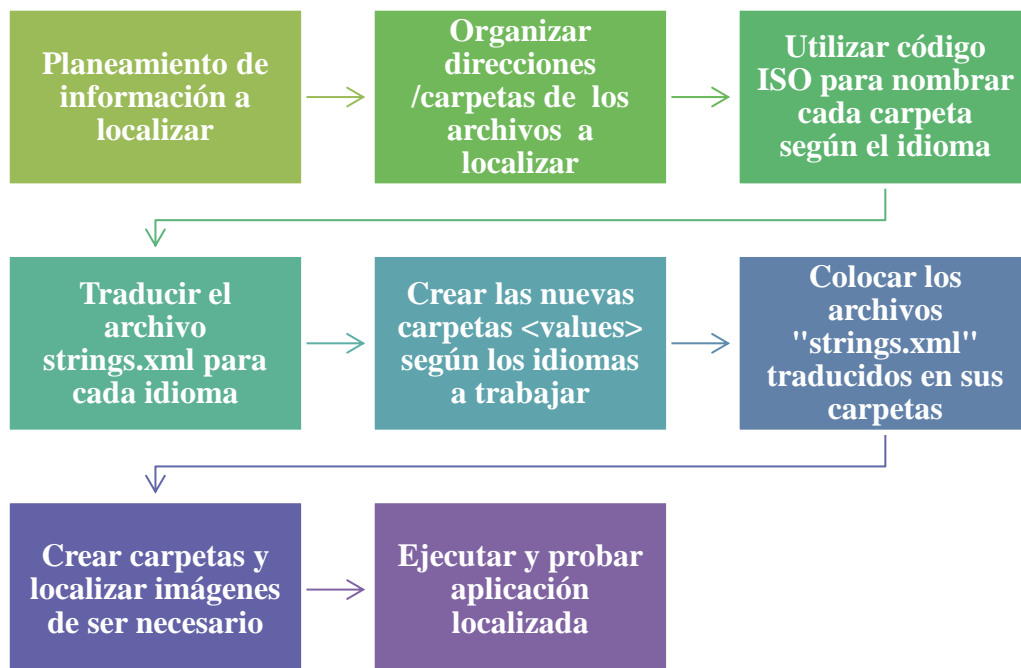 Planeamiento de
información a
localizar
Organizar
direcciones
/carpetas de los
archivos a
localizar
Utilizar código
ISO para nombrar
cada carpeta
según el idioma
Traducir el
archivo
strings.xml para
cada idioma
Crear las nuevas
carpetas <values>
según los idiomas
a trabajar
Colocar los
archivos
"strings.xml"
traducidos en sus
carpetas
Crear carpetas y
localizar imágenes
de ser necesario
Ejecutar y probar
aplicación
localizada